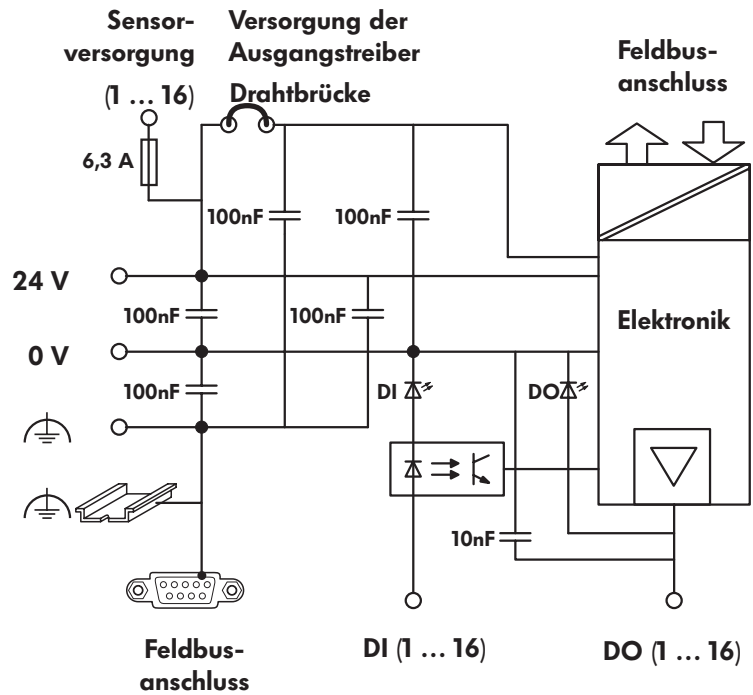 Sensor-
versorgung
(1 ... 16)
Versorgung der
Ausgangstreiber
Drahtbrücke
Feldbus-
anschluss
6,3 A
100nF
100nF
24 V
100nF
100nF
Elektronik
0 V
100nF
DI
DO
10nF
Feldbus-
anschluss
DI (1 ... 16)
DO (1 ... 16)